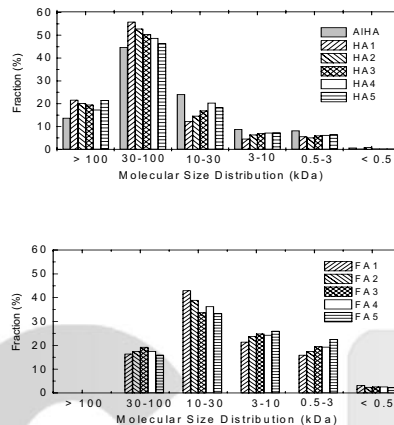 60
50
40
30
20
10
0
Fraction (%)
AlHA
HA1
HA2
HA3
HA4
HA5
> 100 30-100 10-30 3-10 0.5-3 < 0.5
Molecular Size Distribution (kDa)
60
50
40
30
20
10
0
Fraction (%)
FA1
FA2
FA3
FA4
FA5
> 100 30-100 10-30 3-10 0.5-3 < 0.5
Molecular Size Distribution (kDa)